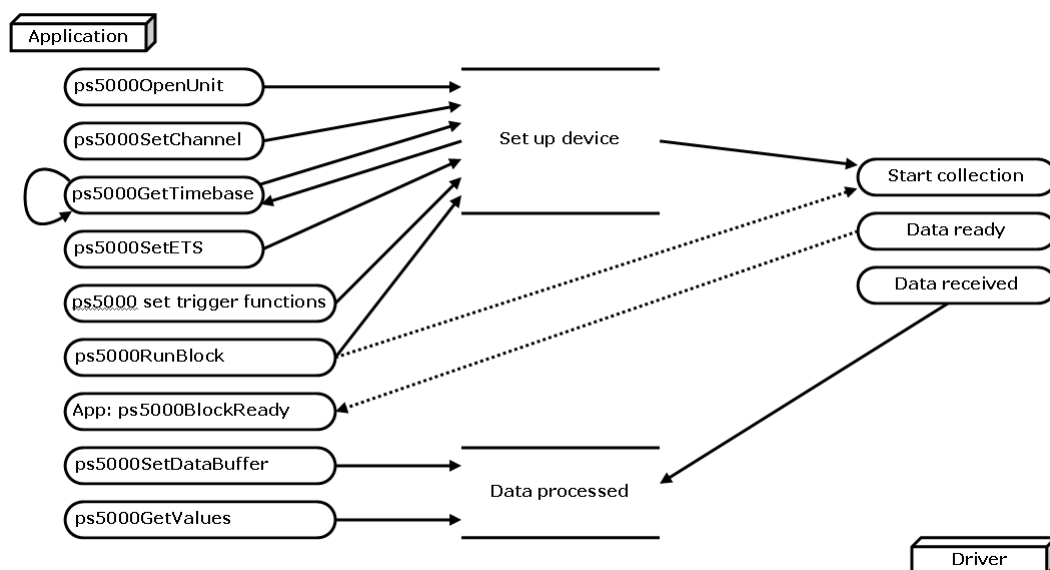 Application
ps5000OpenUnit
ps5000SetChannel
ps5000GetTimebase
ps5000SetETS
ps5000 set trigger functions
ps5000RunBlock
App: ps5000BlockReady
ps5000SetDataBuffer
ps5000GetValues
Set up device
Data processed
Start collection
Data ready
Data received
Driver